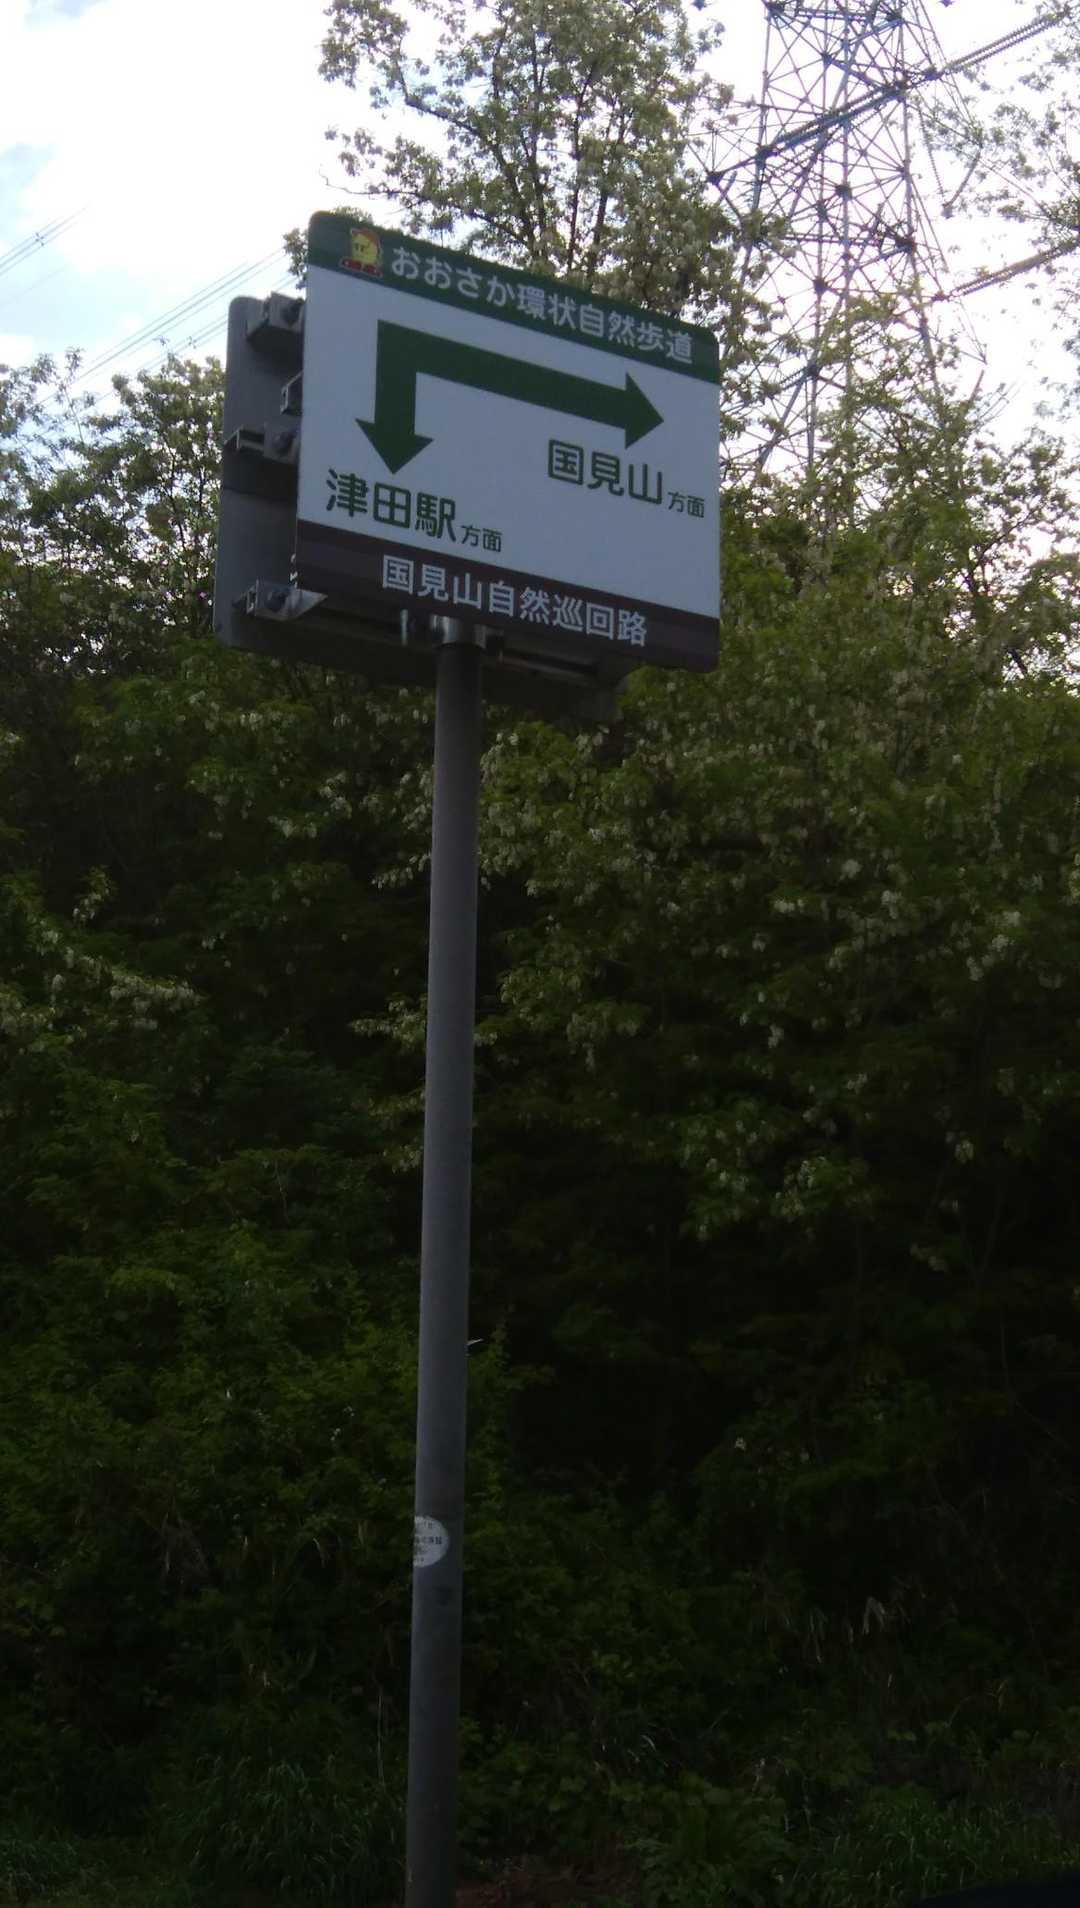 おおさか環状自然歩道
国見山方面
津田駅方面
国見山自然巡回路